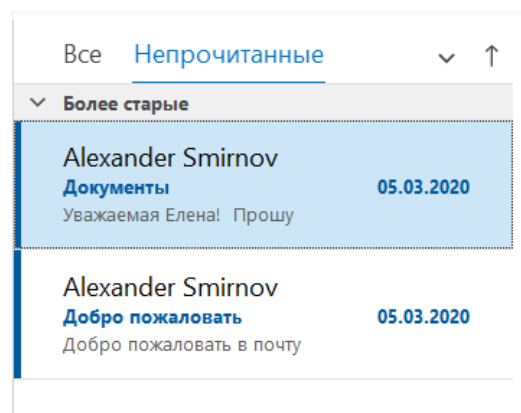 Все Непрочитанные
Более старые
Alexander Smirnov
Документы 05.03.2020
Уважаемая Елена! Прошу
Alexander Smirnov
Добро пожаловать 05.03.2020
Добро пожаловать в почту